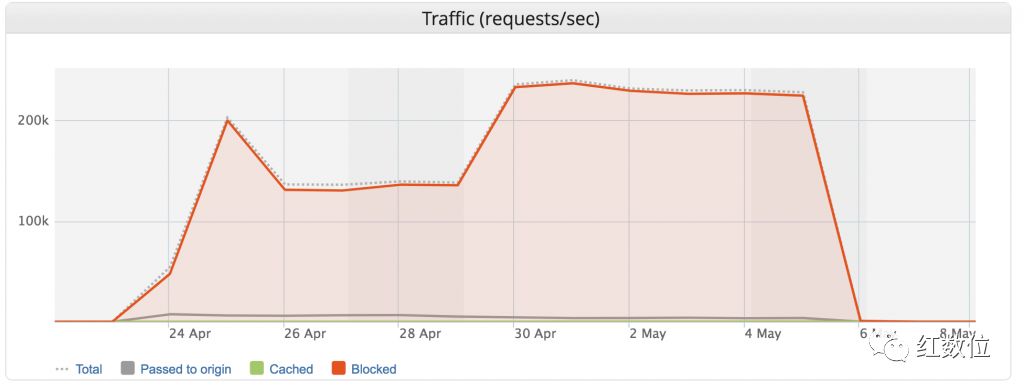 Traffic (requests/sec)
200k
100k
24 Apr
26 Apr
28 Apr
30 Apr
2 May
4 May
6
8 May
Total
Passed to origin
Cached
Blocked
红数位